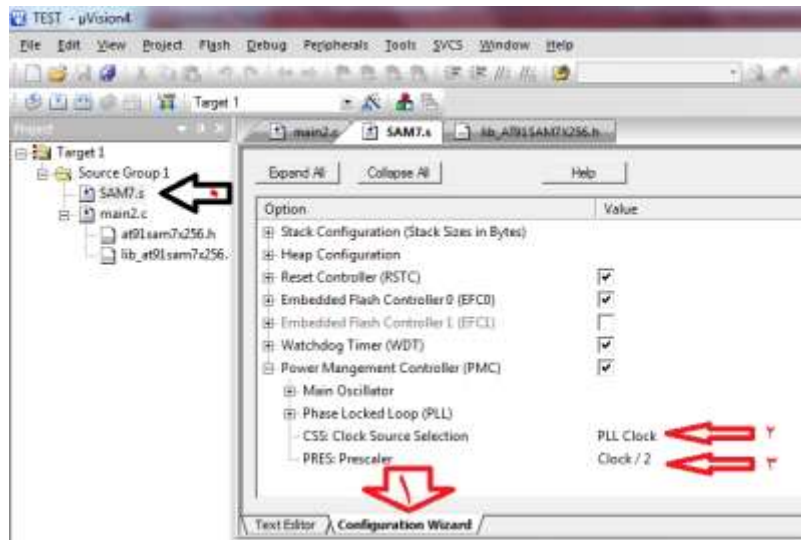 TEST - µVision4
File Edit View Project Flash Debug Peripherals Tools SVCS Window Help
Target 1
Project
main2.c SAM7.s lib_AT91SAM7X256.h
Target 1
Source Group 1
SAM7.s
main2.c
at91sam7x256.h
lib_at91sam7x256.
Expand All Collapse All Help
Option Value
Stack Configuration (Stack Sizes in Bytes)
Heap Configuration
Reset Controller (RSTC)
Embedded Flash Controller 0 (EFC0)
Embedded Flash Controller 1 (EFC1)
Watchdog Timer (WDT)
Power Mangement Controller (PMC)
Main Oscillator
Phase Locked Loop (PLL)
CSS: Clock Source Selection PLL Clock ۲
PRES: Prescaler Clock / 2 ۳
۱
Text Editor Configuration Wizard